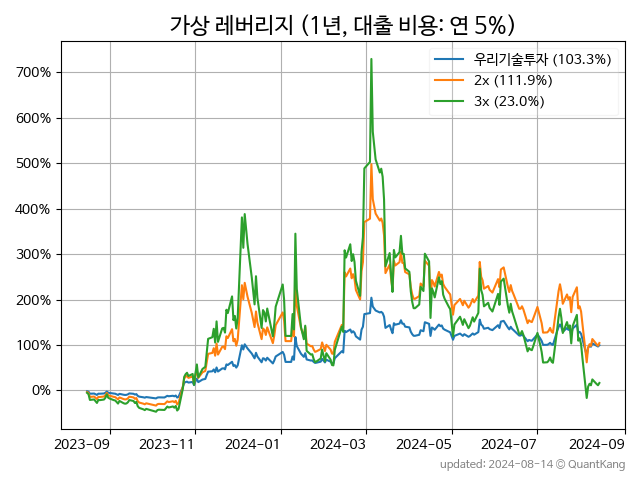 가상 레버리지 (1년, 대출 비용: 연 5%)
우리기술투자 (103.3%)
2x (111.9%)
3x (23.0%)
700%
600%
500%
400%
300%
200%
100%
0%
2023-09 2023-11 2024-01 2024-03 2024-05 2024-07 2024-09
updated: 2024-08-14 © QuantKang